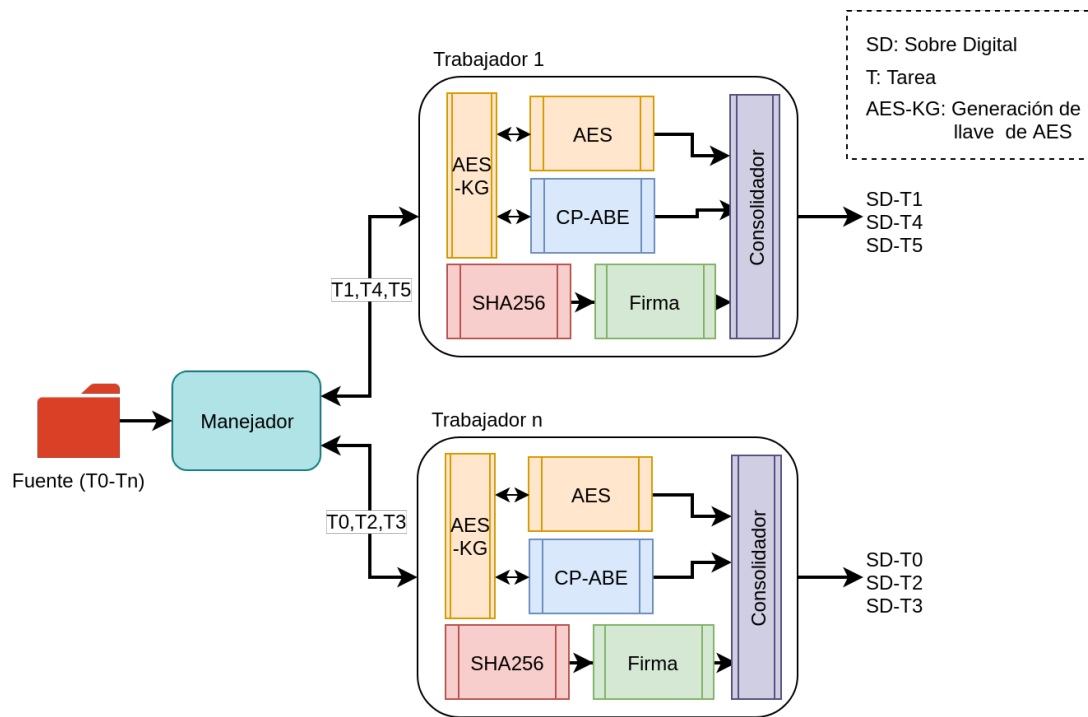 SD: Sobre Digital
T: Tarea
AES-KG: Generación de
llave de AES
Trabajador 1
AES
-KG
AES
CP-ABE
SHA256
Firma
Consolidador
SD-T1
SD-T4
SD-T5
T1,T4,T5
Manejador
Fuente (T0-Tn)
T0,T2,T3
Trabajador n
AES
-KG
AES
CP-ABE
SHA256
Firma
Consolidador
SD-T0
SD-T2
SD-T3